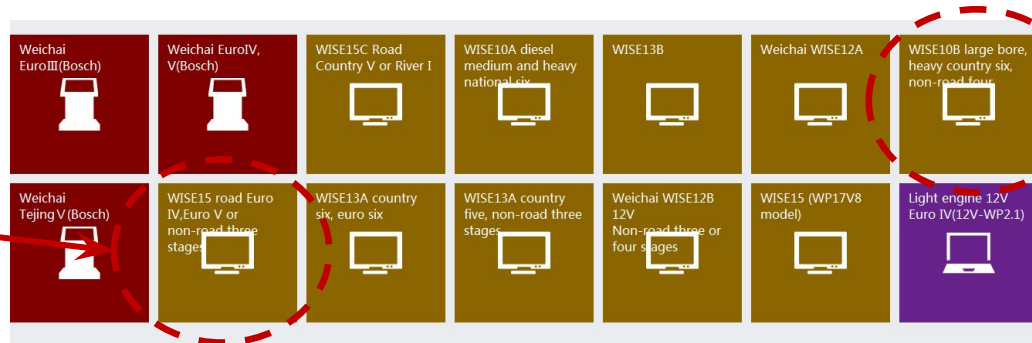 Weichai
EuroⅢ(Bosch)
Weichai EuroIV,
V(Bosch)
WISE15C Road
Country V or River I
WISE10A diesel
medium and heavy
national six
WISE13B
Weichai WISE12A
WISE10B large bore,
heavy country six,
non-road four
Weichai
Tejing V (Bosch)
WISE15 road Euro
IV,Euro V or
non-road three
stages
WISE13A country
six, euro six
WISE13A country
five, non-road three
stages
Weichai WISE12B
12V
Non-road three or
four stages
WISE15 (WP17V8
model)
Light engine 12V
Euro IV(12V-WP2.1)